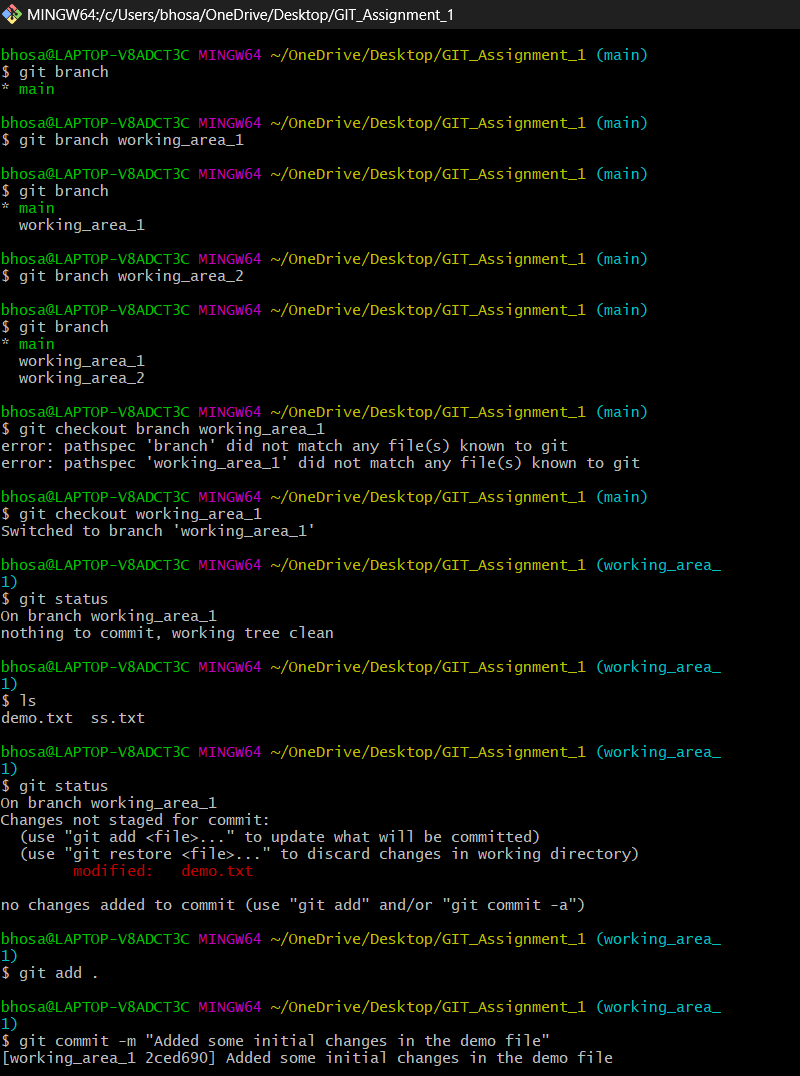 MINGW64:/c/Users/bhosa/OneDrive/Desktop/GIT_Assignment_1
bhosa@LAPTOP-V8ADCT3C MINGW64 ~/OneDrive/Desktop/GIT_Assignment_1 (main)
$ git branch
* main
bhosa@LAPTOP-V8ADCT3C MINGW64 ~/OneDrive/Desktop/GIT_Assignment_1 (main)
$ git branch working_area_1
bhosa@LAPTOP-V8ADCT3C MINGW64 ~/OneDrive/Desktop/GIT_Assignment_1 (main)
$ git branch
* main
  working_area_1
bhosa@LAPTOP-V8ADCT3C MINGW64 ~/OneDrive/Desktop/GIT_Assignment_1 (main)
$ git branch working_area_2
bhosa@LAPTOP-V8ADCT3C MINGW64 ~/OneDrive/Desktop/GIT_Assignment_1 (main)
$ git branch
* main
  working_area_1
  working_area_2
bhosa@LAPTOP-V8ADCT3C MINGW64 ~/OneDrive/Desktop/GIT_Assignment_1 (main)
$ git checkout branch working_area_1
error: pathspec 'branch' did not match any file(s) known to git
error: pathspec 'working_area_1' did not match any file(s) known to git
bhosa@LAPTOP-V8ADCT3C MINGW64 ~/OneDrive/Desktop/GIT_Assignment_1 (main)
$ git checkout working_area_1
Switched to branch 'working_area_1'
bhosa@LAPTOP-V8ADCT3C MINGW64 ~/OneDrive/Desktop/GIT_Assignment_1 (working_area_
1)
$ git status
On branch working_area_1
nothing to commit, working tree clean
bhosa@LAPTOP-V8ADCT3C MINGW64 ~/OneDrive/Desktop/GIT_Assignment_1 (working_area_
1)
$ ls
demo.txt  ss.txt
bhosa@LAPTOP-V8ADCT3C MINGW64 ~/OneDrive/Desktop/GIT_Assignment_1 (working_area_
1)
$ git status
On branch working_area_1
Changes not staged for commit:
  (use "git add <file>..." to update what will be committed)
  (use "git restore <file>..." to discard changes in working directory)
        modified:   demo.txt
no changes added to commit (use "git add" and/or "git commit -a")
bhosa@LAPTOP-V8ADCT3C MINGW64 ~/OneDrive/Desktop/GIT_Assignment_1 (working_area_
1)
$ git add .
bhosa@LAPTOP-V8ADCT3C MINGW64 ~/OneDrive/Desktop/GIT_Assignment_1 (working_area_
1)
$ git commit -m "Added some initial changes in the demo file"
[working_area_1 2ced690] Added some initial changes in the demo file